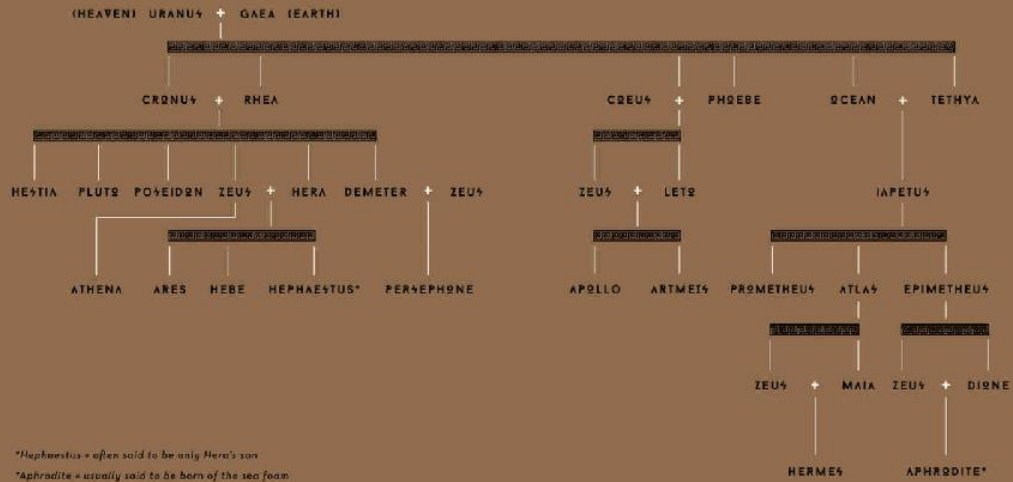 (HEAVEN) URANUS + GAEA (EARTH)
CRONUS + RHEA COEUS + PHOEBE OCEAN + TETHYA
HESTIA PLUTO POSEIDON ZEUS + HERA DEMETER + ZEUS ZEUS + LETO IAPETUS
ATHENA ARES HEBE HEPHAESTUS* PERSEPHONE APOLLO ARTMEIS PROMETHEUS ATLAS EPIMETHEUS
ZEUS + MAIA ZEUS + DIONE
*Hephaestus = often said to be only Hera's son
*Aphrodite = usually said to be born of the sea foam
HERMES APHRODITE*